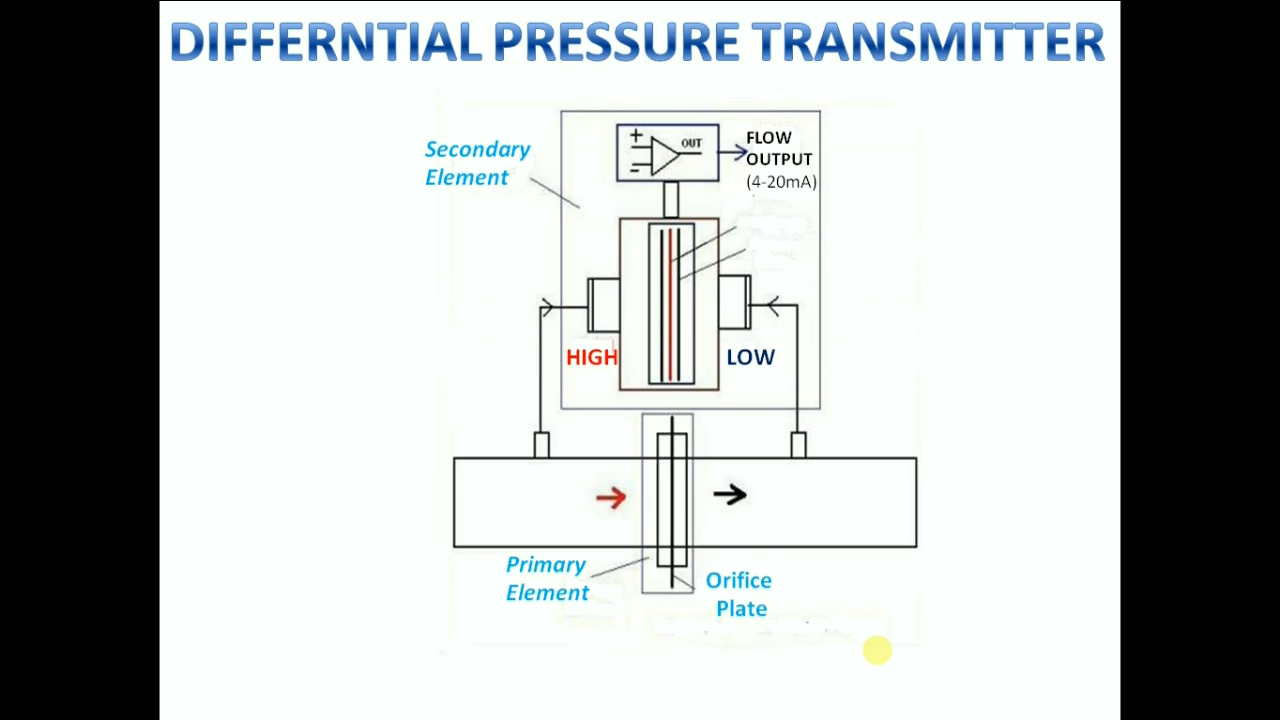 DIFFERNTIAL PRESSURE TRANSMITTER
Secondary
Element
+
-
OUT
FLOW
OUTPUT
(4-20mA)
HIGH
LOW
Primary
Element
Orifice
Plate